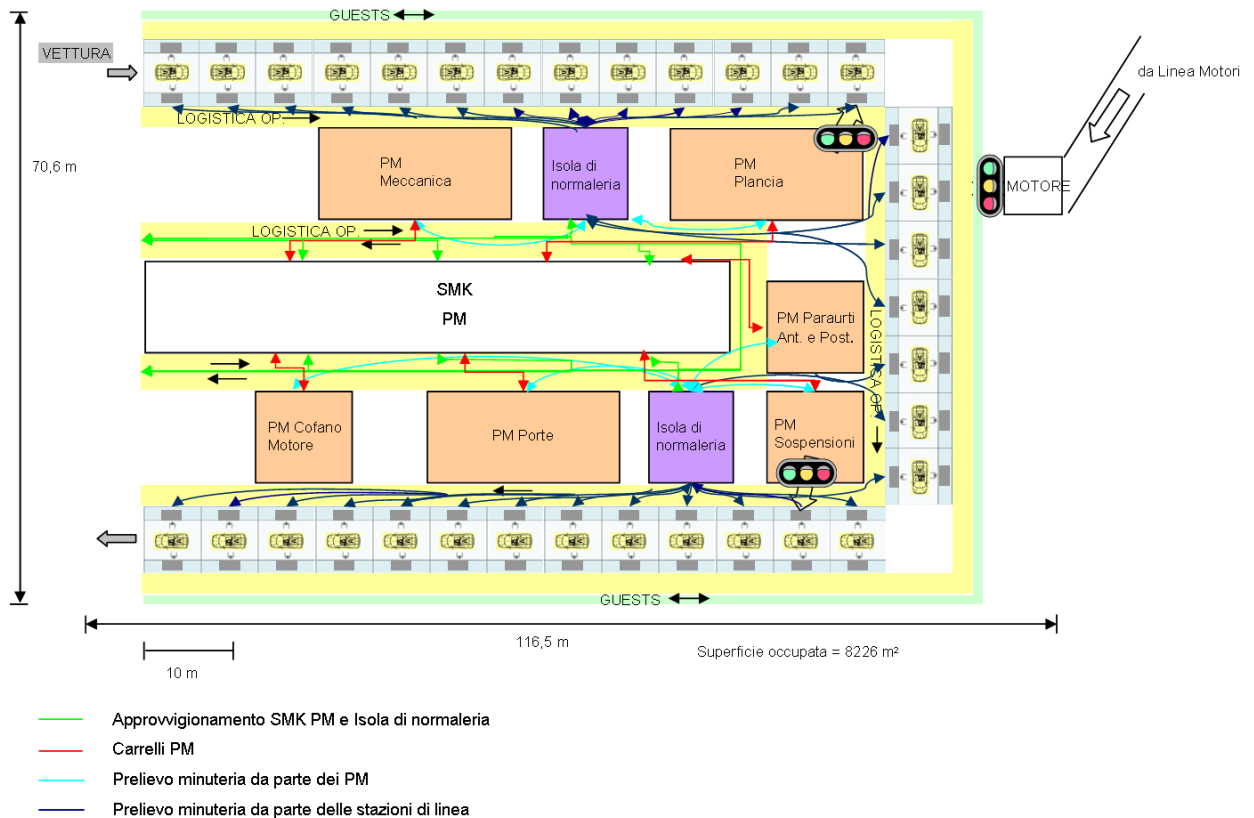 GUESTS
VETTURA
da Linea Motori
LOGISTICA OP.
70,6 m
PM
Meccanica
Isola di
normaleria
PM
Plancia
MOTORE
LOGISTICA OP.
SMK
PM
PM Paraurti
Ant. e Post.
LOGISTICA OP.
PM Cofano
Motore
PM Porte
Isola di
normaleria
PM
Sospensioni
GUESTS
116,5 m
Superficie occupata = 8226 m²
10 m
Approvvigionamento SMK PM e Isola di normaleria
Carrelli PM
Prelievo minuteria da parte dei PM
Prelievo minuteria da parte delle stazioni di linea